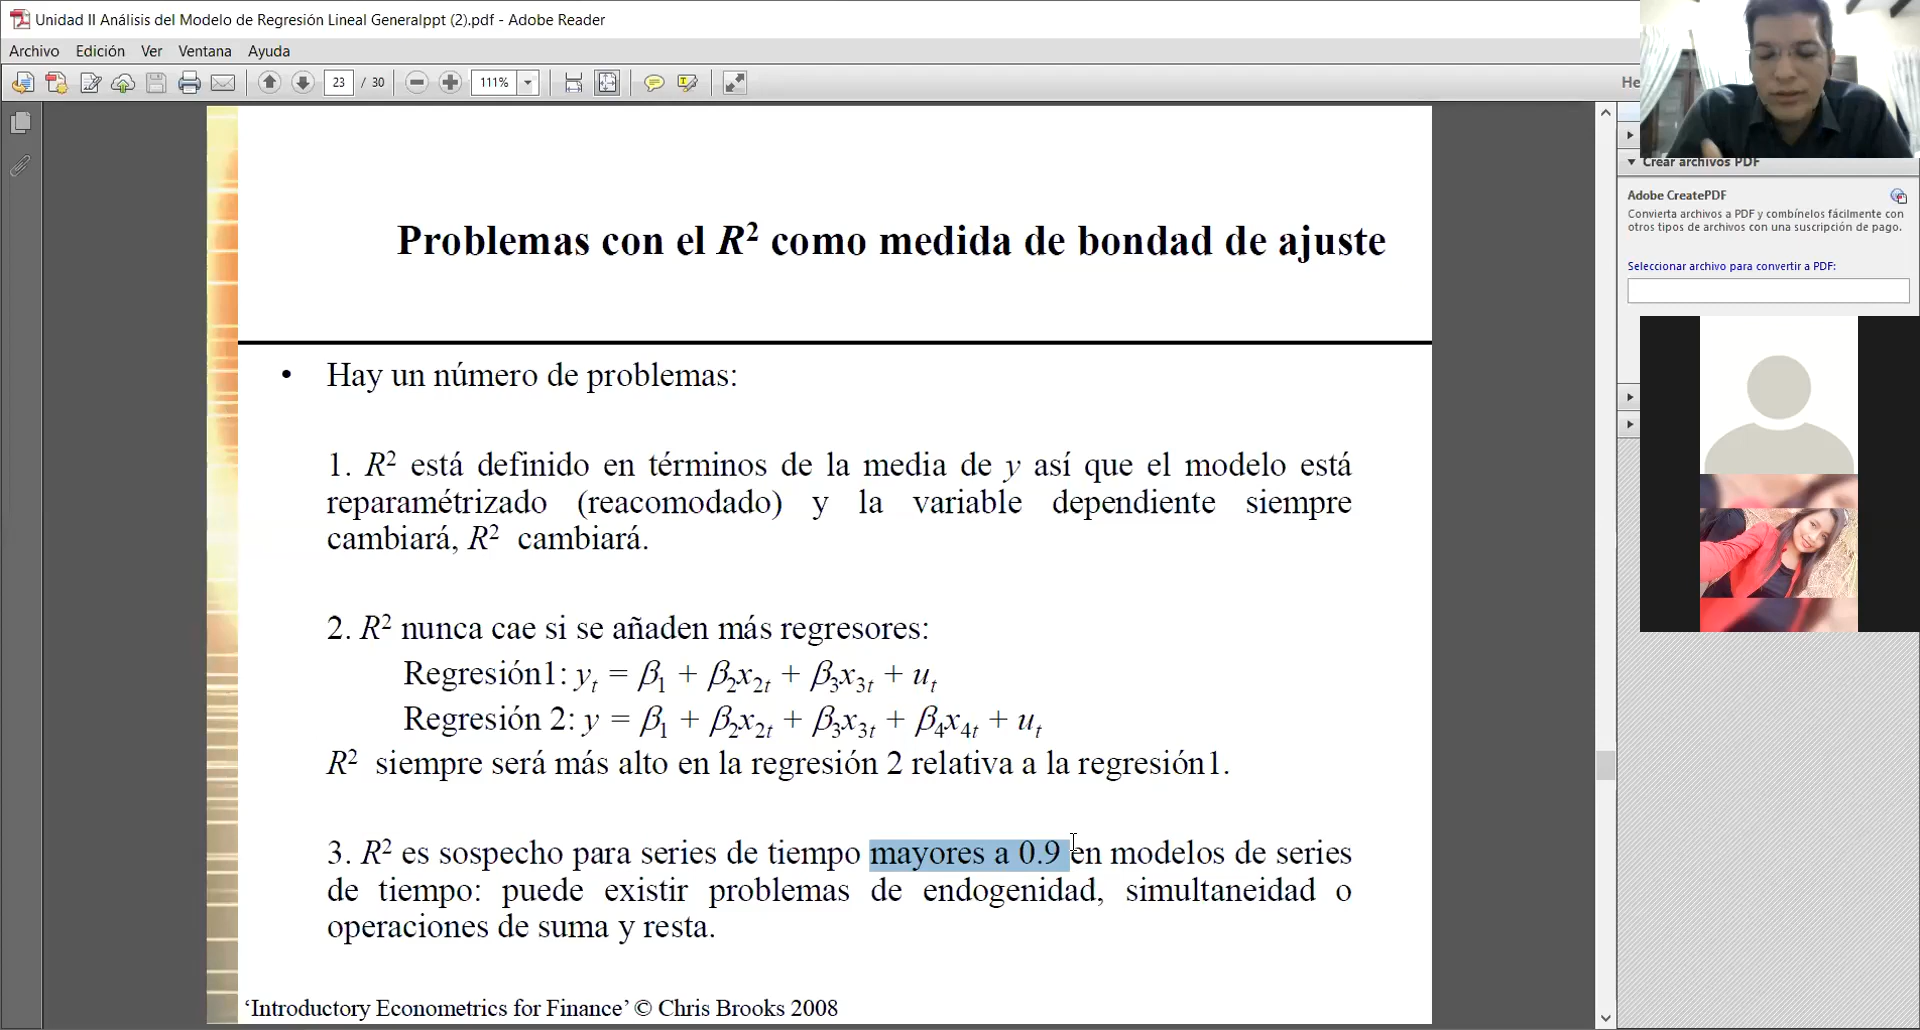 Unidad II Análisis del Modelo de Regresión Lineal Generalppt (2).pdf - Adobe Reader
Archivo Edición Ver Ventana Ayuda
23 / 30 111%
He
Problemas con el R² como medida de bondad de ajuste
• Hay un número de problemas:
1. R² está definido en términos de la media de y así que el modelo está
reparamétrizado (reacomodado) y la variable dependiente siempre
cambiará, R² cambiará.
2. R² nunca cae si se añaden más regresores:
Regresión1: yₜ = β₁ + β₂x₂ₜ + β₃x₃ₜ + uₜ
Regresión 2: y = β₁ + β₂x₂ₜ + β₃x₃ₜ + β₄x₄ₜ + uₜ
R² siempre será más alto en la regresión 2 relativa a la regresión1.
3. R² es sospecho para series de tiempo mayores a 0.9 en modelos de series
de tiempo: puede existir problemas de endogenidad, simultaneidad o
operaciones de suma y resta.
‘Introductory Econometrics for Finance’ © Chris Brooks 2008
Crear archivos PDF
Adobe CreatePDF
Convierta archivos a PDF y combínelos fácilmente con
otros tipos de archivos con una suscripción de pago.
Seleccionar archivo para convertir a PDF: